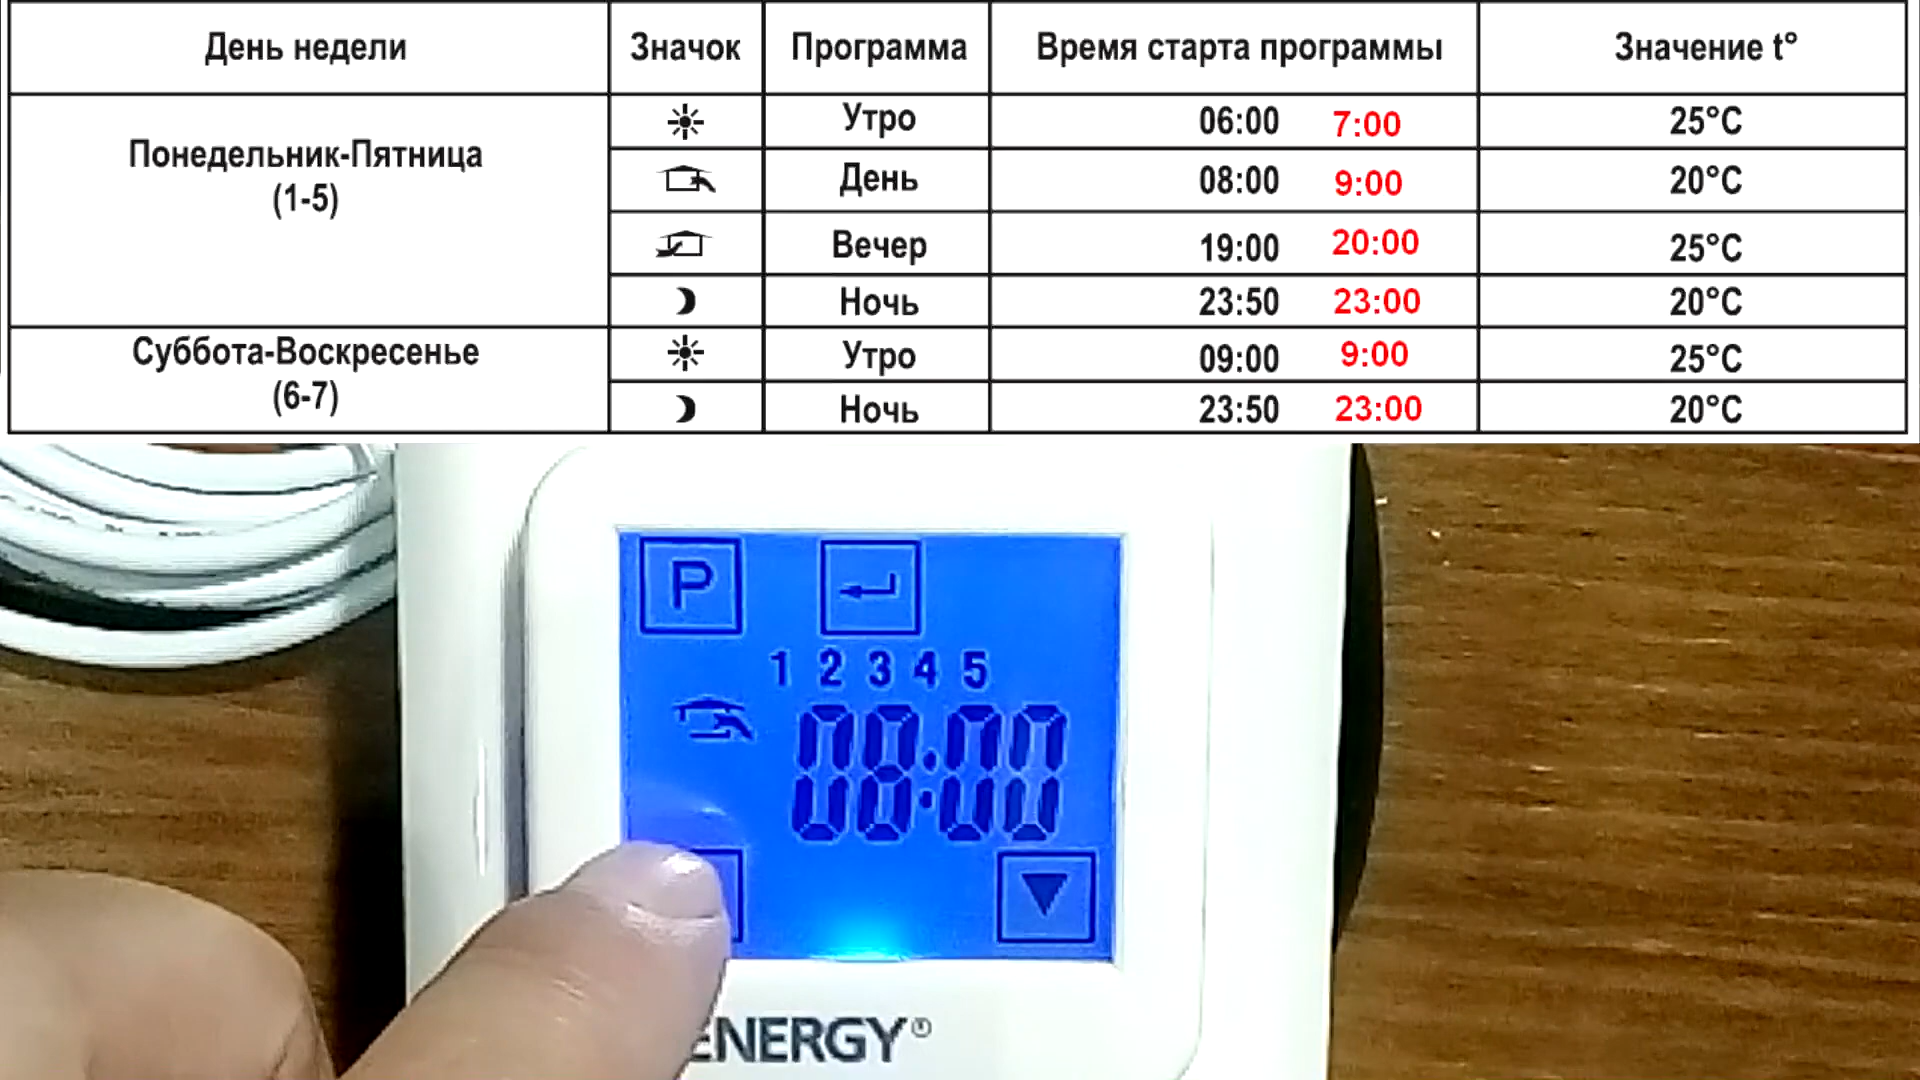 День недели Значок Программа Время старта программы Значение t°
Понедельник-Пятница
(1-5)
Утро 06:00 7:00 25°C
День 08:00 9:00 20°C
Вечер 19:00 20:00 25°C
Ночь 23:50 23:00 20°C
Суббота-Воскресенье
(6-7)
Утро 09:00 9:00 25°C
Ночь 23:50 23:00 20°C
P
1 2 3 4 5
08:00
ENERGY®